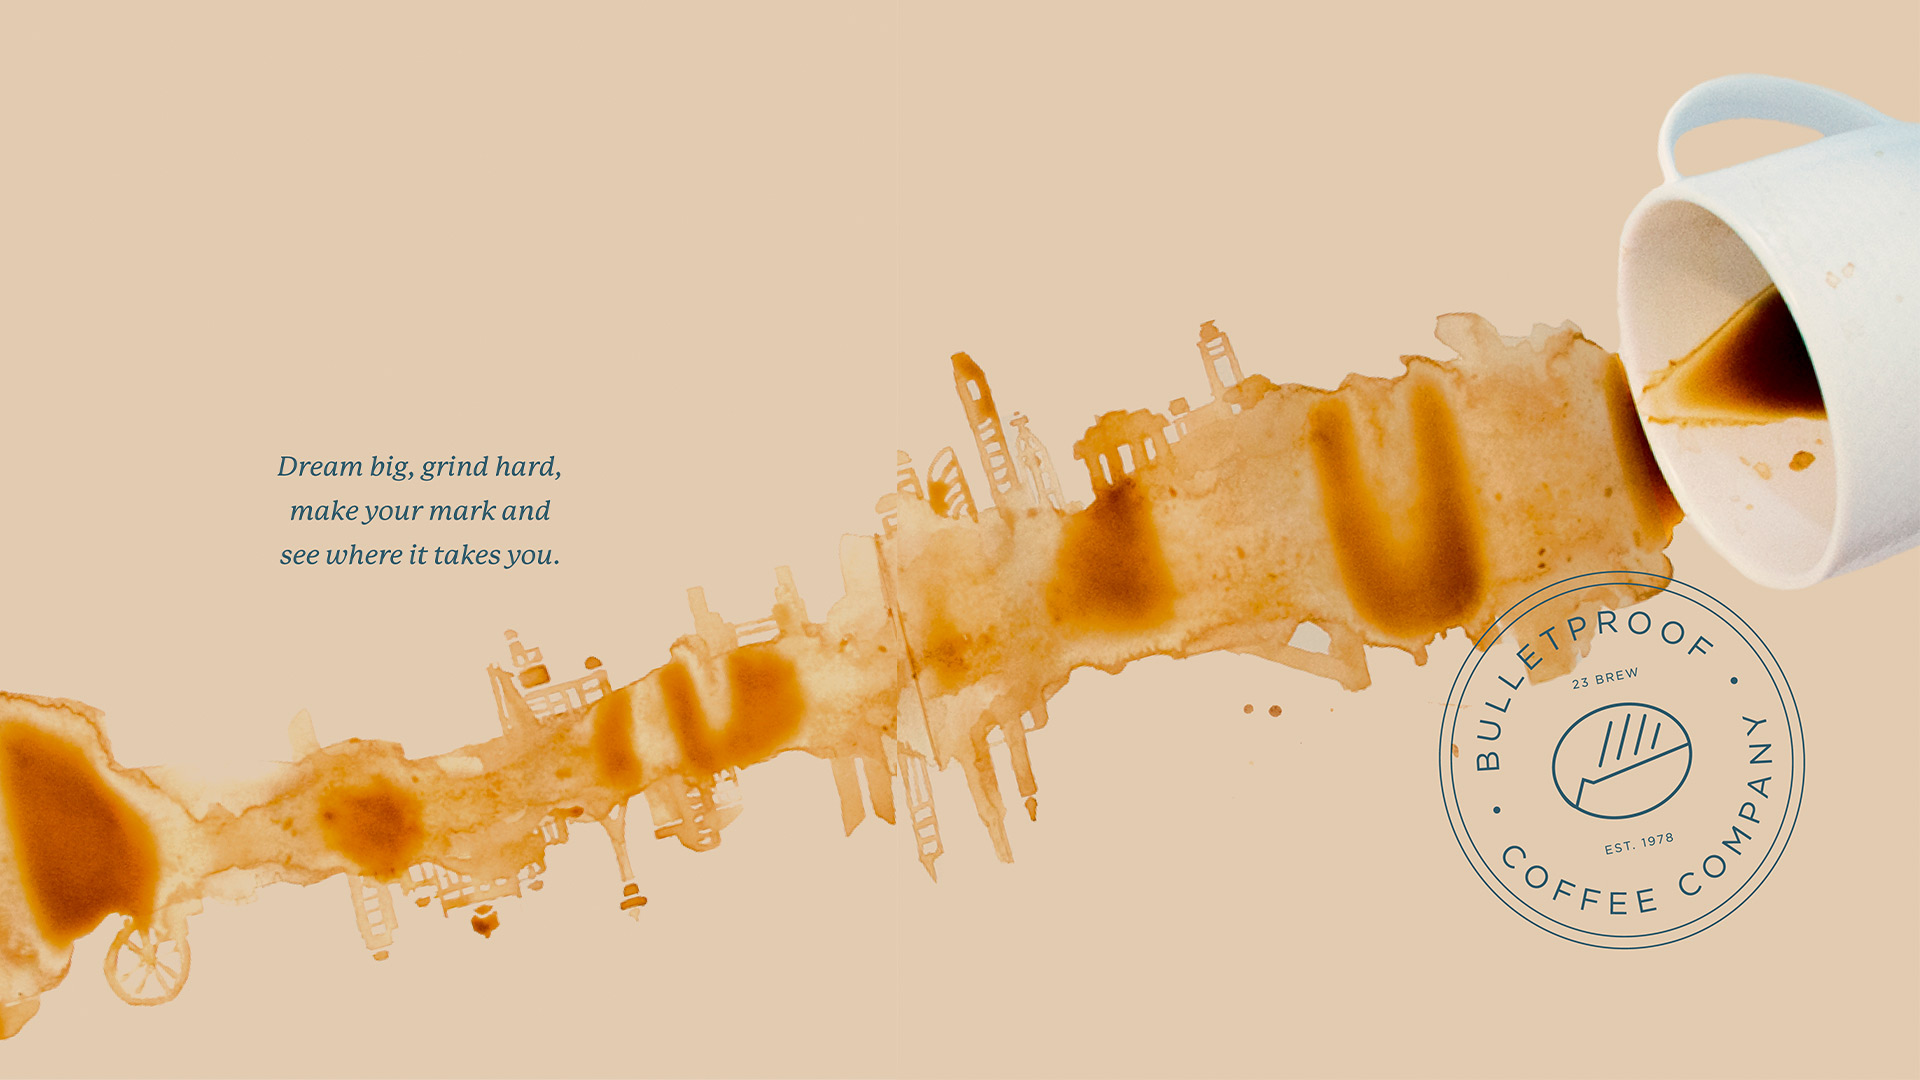 Dream big, grind hard,
make your mark and
see where it takes you.
BULLETPROOF
23 BREW
EST. 1978
COFFEE COMPANY